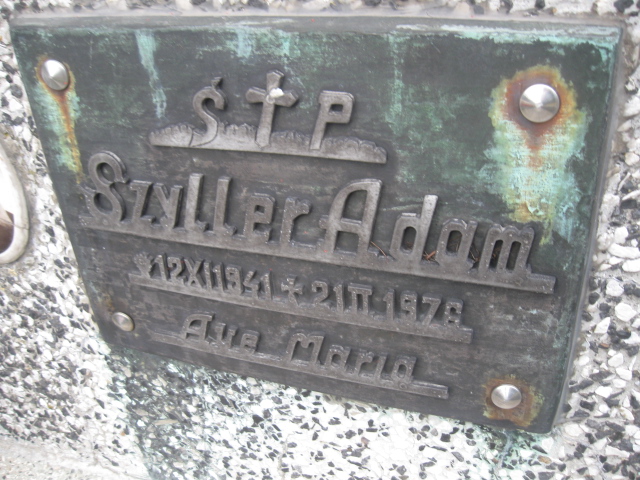 Ś † P
Szyller Adam
* 12 XI 1941 + 21 II 1978
Ave Maria